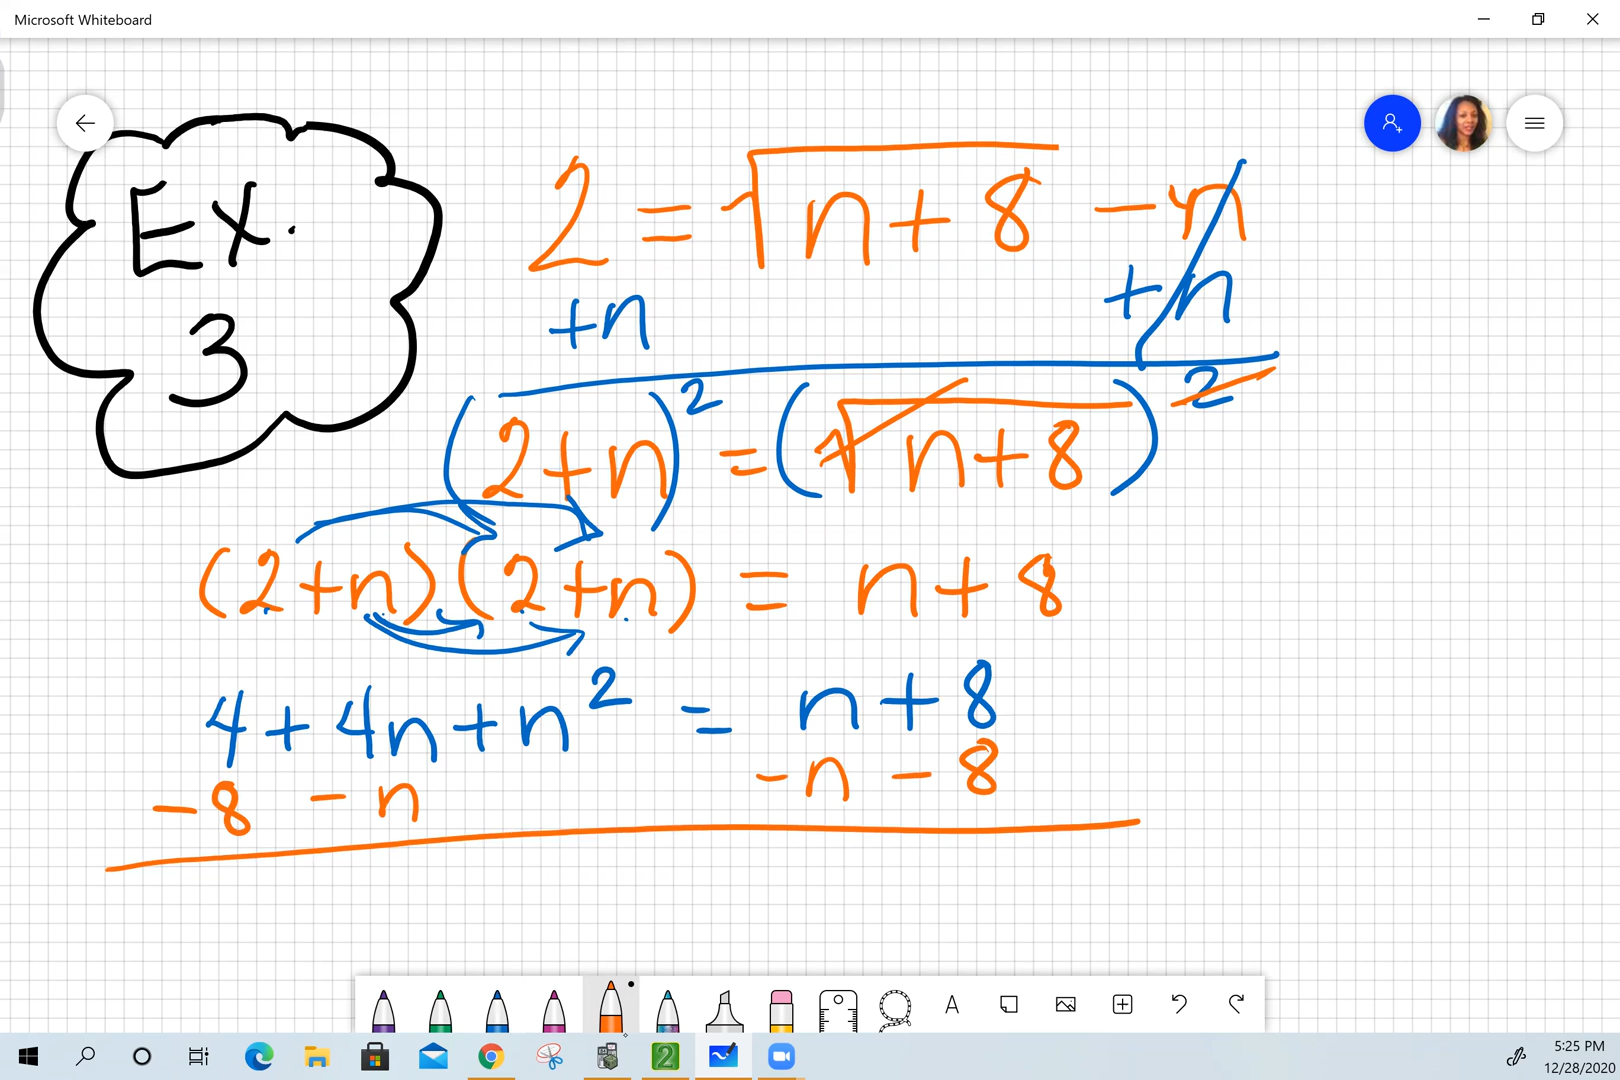 Microsoft Whiteboard
Ex.
3
2 = √n+8 - n
+n +n
(2+n)² = (√n+8)²
(2+n)(2+n) = n+8
4 + 4n + n² = n+8
-8 - n -n - 8
A
2
5:25 PM
12/28/2020